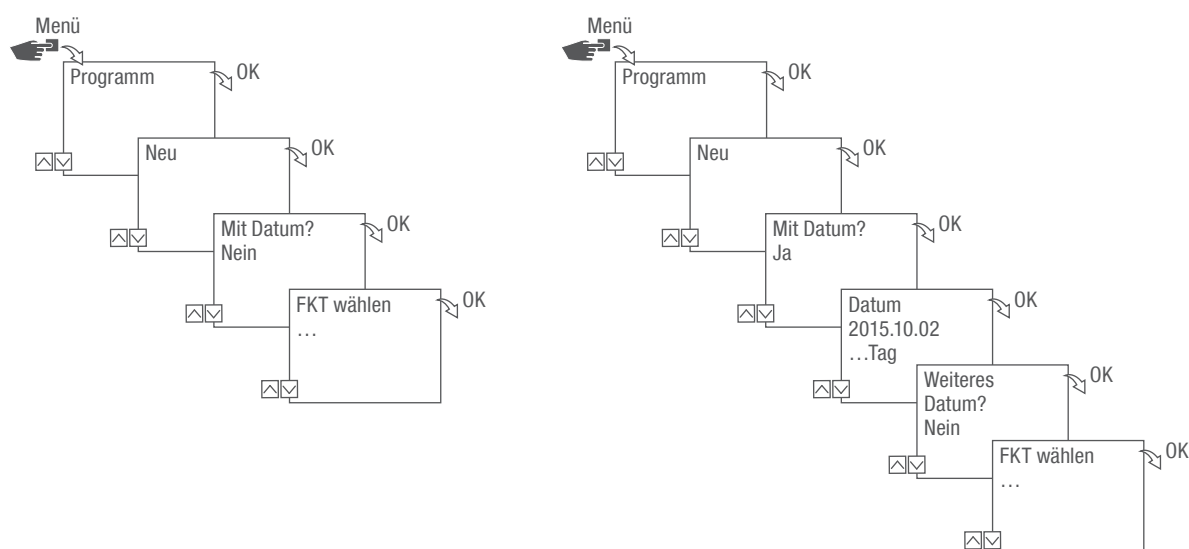 Menü
Programm
OK
Neu
OK
Mit Datum?
Nein
OK
FKT wählen
...
OK
Menü
Programm
OK
Neu
OK
Mit Datum?
Ja
OK
Datum
2015.10.02
...Tag
OK
Weiteres
Datum?
Nein
OK
FKT wählen
...
OK